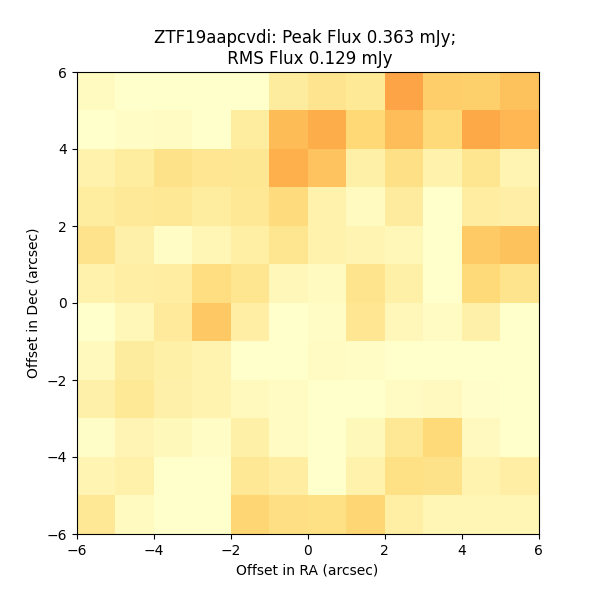 ZTF19aapcvdi: Peak Flux 0.363 mJy;
RMS Flux 0.129 mJy
6
4
2
0
−2
−4
−6
Offset in Dec (arcsec)
−6 −4 −2 0 2 4 6
Offset in RA (arcsec)